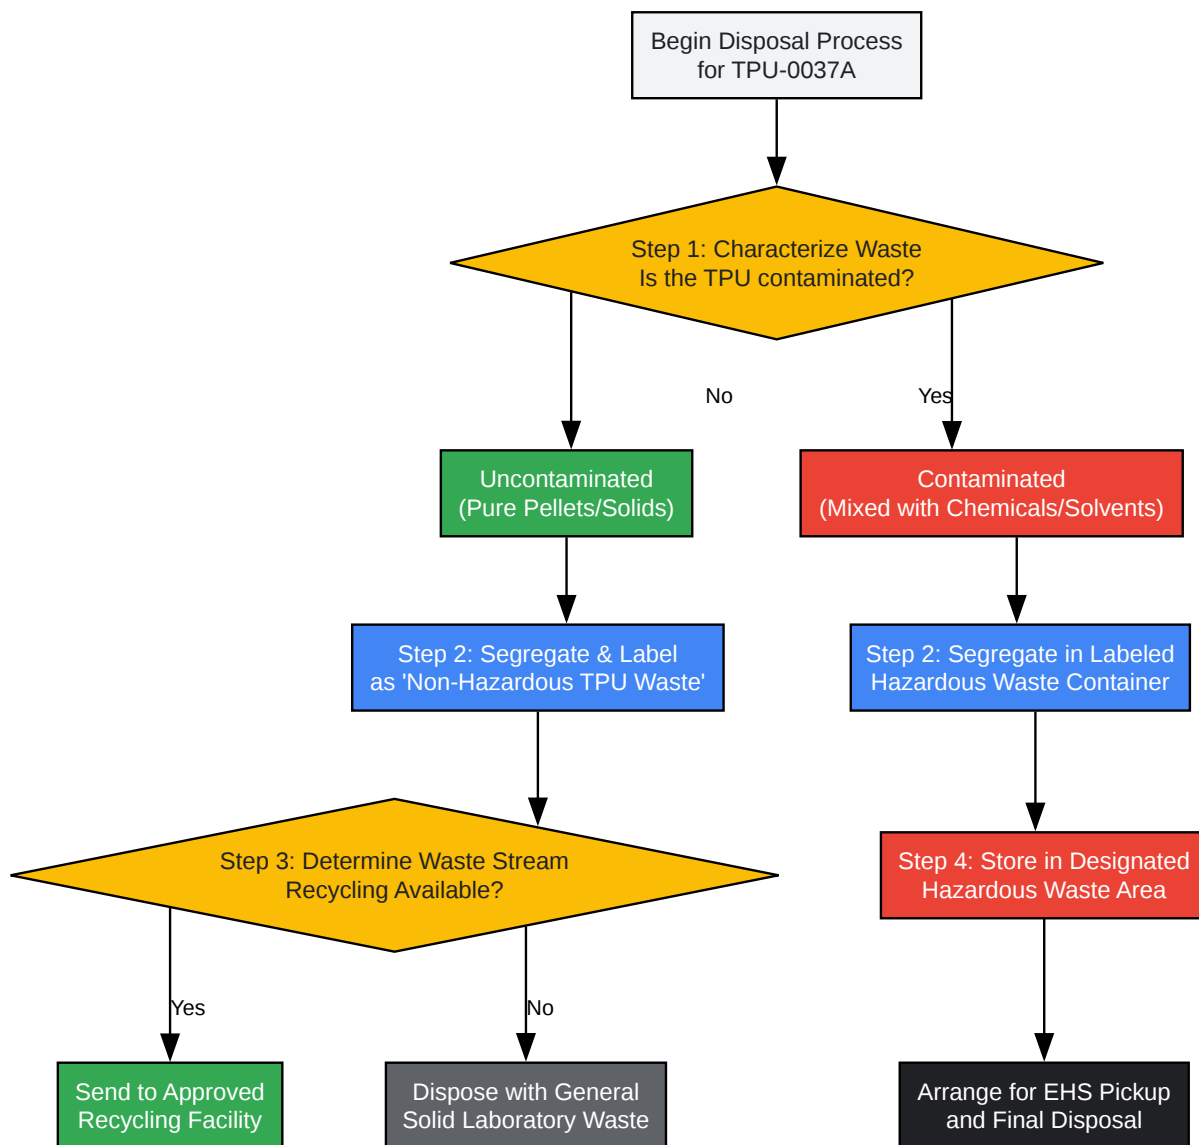 Begin Disposal Process
for TPU-0037A
Step 1: Characterize Waste
Is the TPU contaminated?
No
Yes
Uncontaminated
(Pure Pellets/Solids)
Contaminated
(Mixed with Chemicals/Solvents)
Step 2: Segregate & Label
as 'Non-Hazardous TPU Waste'
Step 2: Segregate in Labeled
Hazardous Waste Container
Step 3: Determine Waste Stream
Recycling Available?
Step 4: Store in Designated
Hazardous Waste Area
Yes
No
Send to Approved
Recycling Facility
Dispose with General
Solid Laboratory Waste
Arrange for EHS Pickup
and Final Disposal